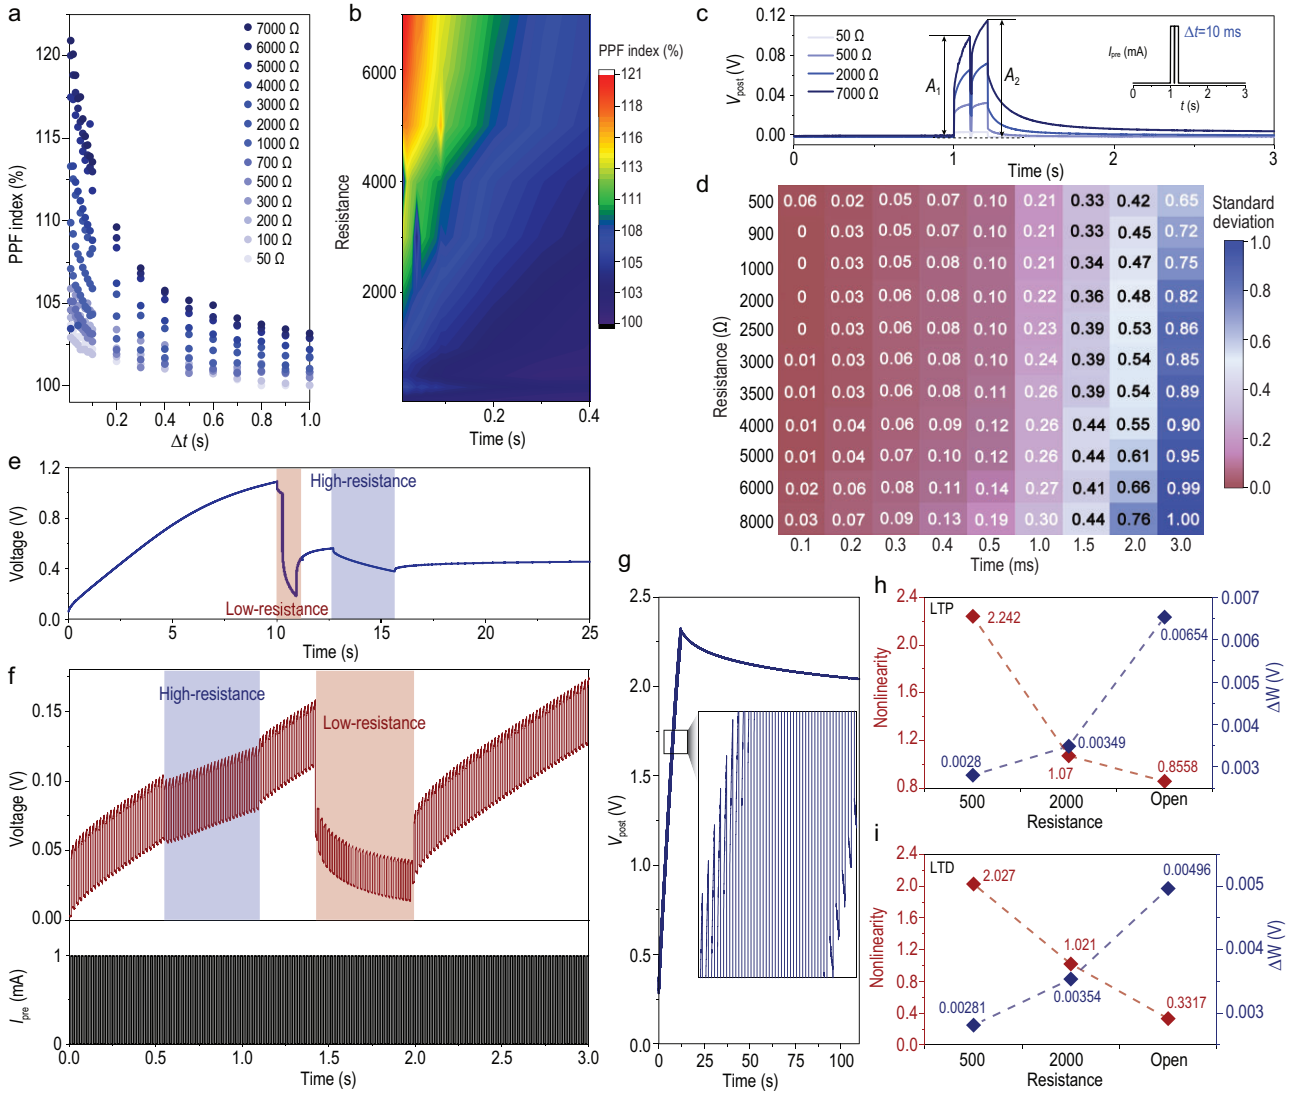 a
PPF index (%)
120
115
110
105
100
0.2 0.4 0.6 0.8 1.0
Δt (s)
7000 Ω
6000 Ω
5000 Ω
4000 Ω
3000 Ω
2000 Ω
1000 Ω
700 Ω
500 Ω
300 Ω
200 Ω
100 Ω
50 Ω
b
Resistance
6000
4000
2000
0.2 0.4
Time (s)
PPF index (%)
121
118
116
113
111
108
105
103
100
c
V_post (V)
0.12
0.08
0.04
0.00
0 1 2 3
Time (s)
50 Ω
500 Ω
2000 Ω
7000 Ω
A₁
A₂
Δt=10 ms
I_pre (mA)
0 1 2 3
t (s)
d
Resistance (Ω)
500 0.06 0.02 0.05 0.07 0.10 0.21 0.33 0.42 0.65
900 0 0.03 0.05 0.07 0.10 0.21 0.33 0.45 0.72
1000 0 0.03 0.05 0.08 0.10 0.21 0.34 0.47 0.75
2000 0 0.03 0.06 0.08 0.10 0.22 0.36 0.48 0.82
2500 0 0.03 0.06 0.08 0.10 0.23 0.39 0.53 0.86
3000 0.01 0.03 0.06 0.08 0.10 0.24 0.39 0.54 0.85
3500 0.01 0.03 0.06 0.08 0.11 0.26 0.39 0.54 0.89
4000 0.01 0.04 0.06 0.09 0.12 0.26 0.44 0.55 0.90
5000 0.01 0.04 0.07 0.10 0.12 0.26 0.44 0.61 0.95
6000 0.02 0.06 0.08 0.11 0.14 0.27 0.41 0.66 0.99
8000 0.03 0.07 0.09 0.13 0.19 0.30 0.44 0.76 1.00
0.1 0.2 0.3 0.4 0.5 1.0 1.5 2.0 3.0
Time (ms)
Standard
deviation
1.0
0.8
0.6
0.4
0.2
0.0
e
Voltage (V)
1.2
0.8
0.4
0.0
High-resistance
Low-resistance
0 5 10 15 20 25
Time (s)
f
Voltage (V)
0.15
0.10
0.05
0.00
High-resistance
Low-resistance
I_pre (mA)
1
0
0.0 0.5 1.0 1.5 2.0 2.5 3.0
Time (s)
g
V_post (V)
2.5
2.0
1.5
1.0
0.5
0.0
0 25 50 75 100
Time (s)
h
LTP
Nonlinearity
2.4
2.0
1.6
1.2
0.8
2.242
1.07
0.8558
0.0028
0.00349
0.00654
0.007
0.006
0.005
0.004
0.003
ΔW (V)
500 2000 Open
Resistance
i
LTD
Nonlinearity
2.4
2.0
1.6
1.2
0.8
0.4
0.0
2.027
1.021
0.3317
0.00281
0.00354
0.00496
0.005
0.004
0.003
ΔW (V)
500 2000 Open
Resistance